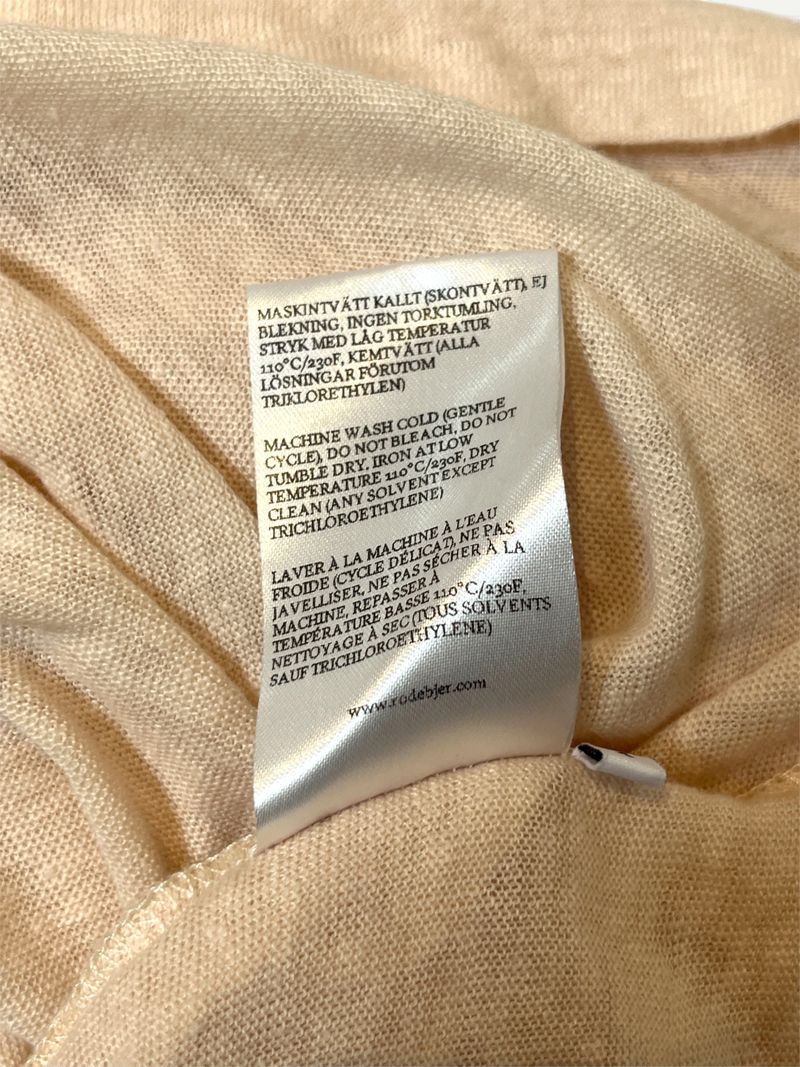 MASKINTVÄTT KALLT (SKONTVÄTT), EJ
BLEKNING, INGEN TORKTUMLING,
STRYK MED LÅG TEMPERATUR
110°C/230F, KEMTVÄTT (ALLA
LÖSNINGAR FÖRUTOM
TRIKLORETHYLEN)
MACHINE WASH COLD (GENTLE
CYCLE), DO NOT BLEACH, DO NOT
TUMBLE DRY, IRON AT LOW
TEMPERATURE 110°C/230F, DRY
CLEAN (ANY SOLVENT EXCEPT
TRICHLOROETHYLENE)
LAVER À LA MACHINE À L'EAU
FROIDE (CYCLE DÉLICAT), NE PAS
JAVELLISER, NE PAS SÉCHER À LA
MACHINE, REPASSER À
TEMPÉRATURE BASSE 110°C/230F,
NETTOYAGE À SEC (TOUS SOLVENTS
SAUF TRICHLOROETHYLENE)
www.rodebjer.com